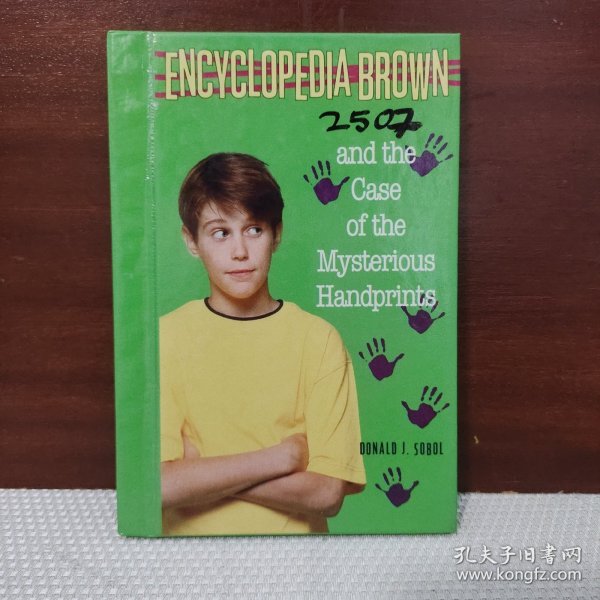 ENCYCLOPEDIA BROWN
2507
and the
Case
of the
Mysterious
Handprints
DONALD J. SOBOL
孔夫子旧书网
www.kongfz.com